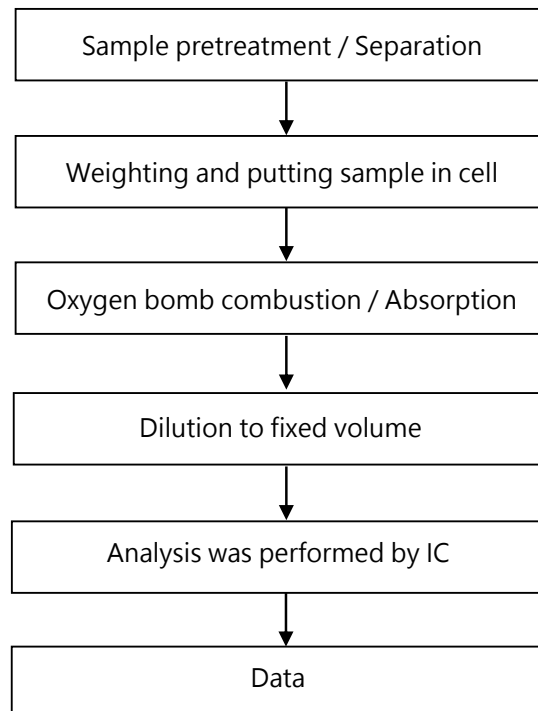 Sample pretreatment / Separation
Weighting and putting sample in cell
Oxygen bomb combustion / Absorption
Dilution to fixed volume
Analysis was performed by IC
Data